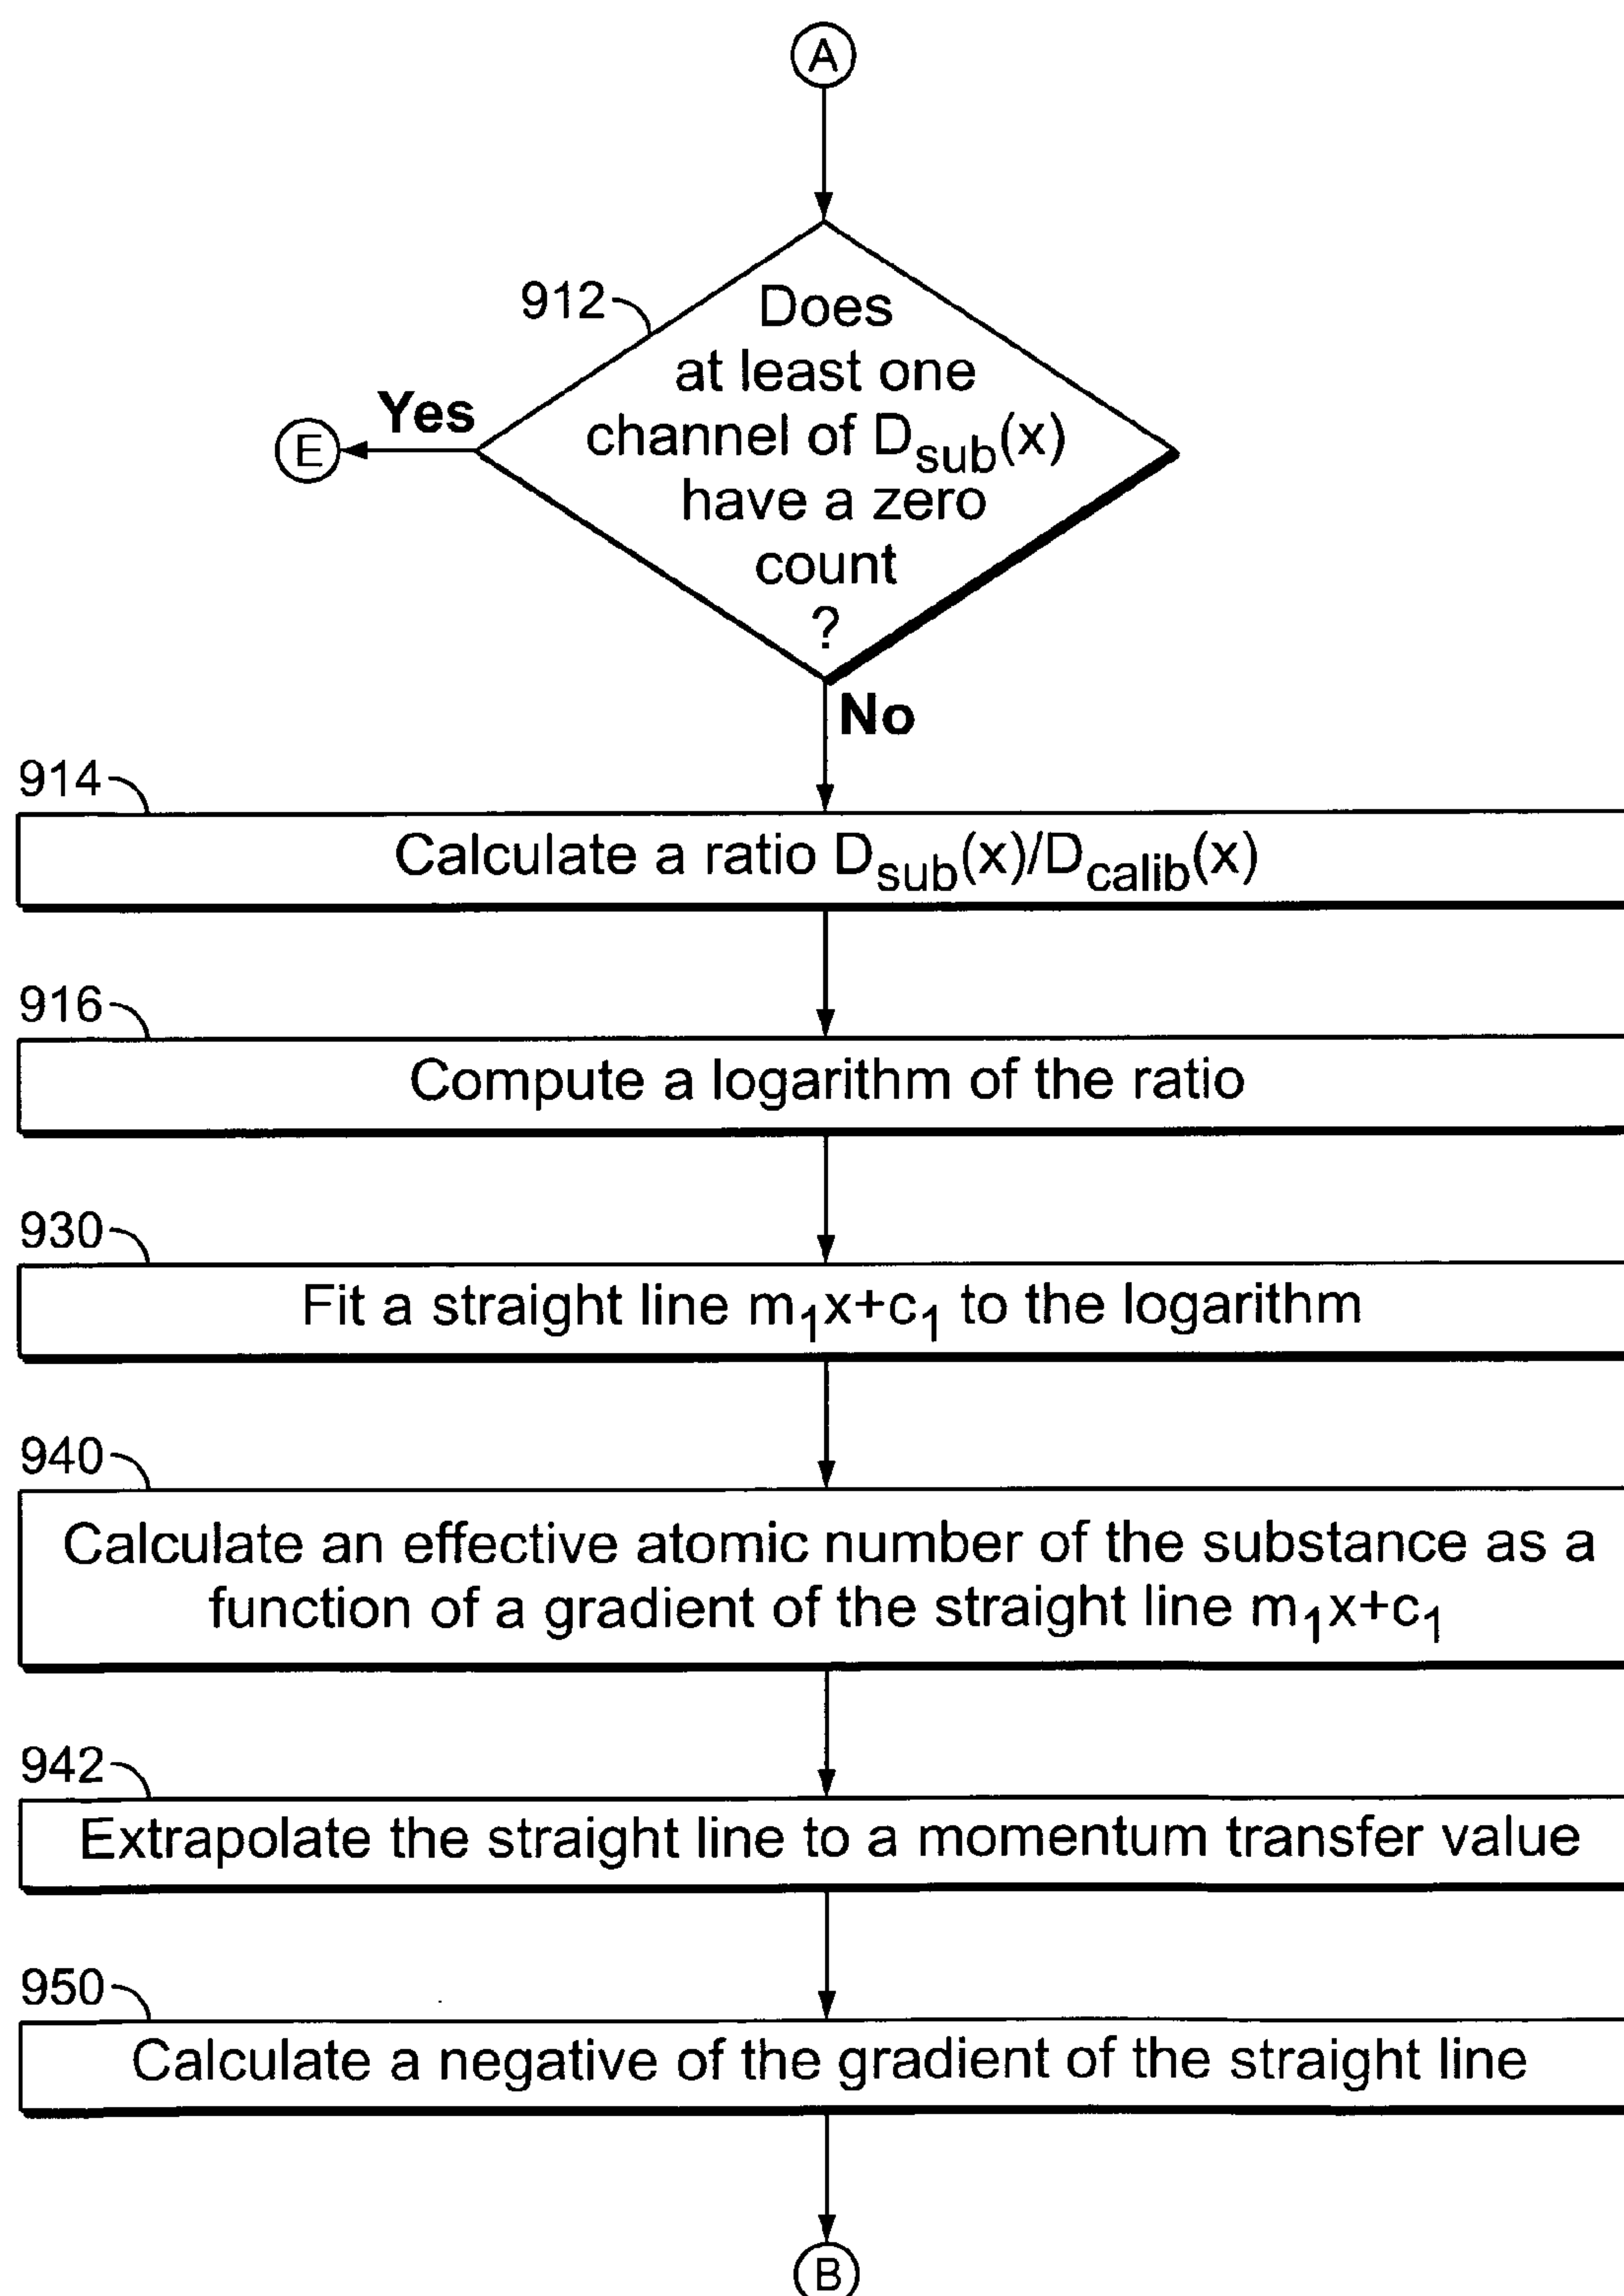 A
912
Does
at least one
channel of Dsub(x)
have a zero
count
?
Yes
E
No
914
Calculate a ratio Dsub(x)/Dcalib(x)
916
Compute a logarithm of the ratio
930
Fit a straight line m1x+c1 to the logarithm
940
Calculate an effective atomic number of the substance as a
function of a gradient of the straight line m1x+c1
942
Extrapolate the straight line to a momentum transfer value
950
Calculate a negative of the gradient of the straight line
B